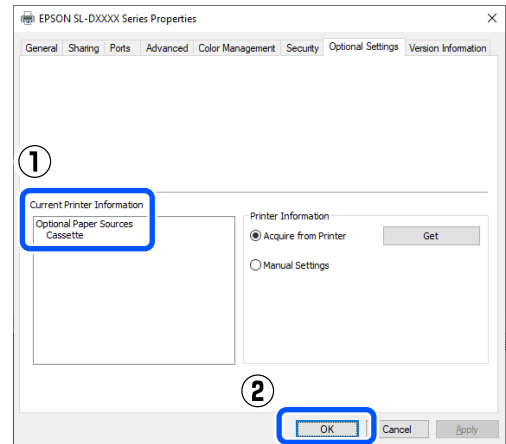 EPSON SL-DXXXX Series Properties
General Sharing Ports Advanced Color Management Security Optional Settings Version Information
①
Current Printer Information
Optional Paper Sources
Cassette
Printer Information
Acquire from Printer Get
Manual Settings
②
OK Cancel Apply